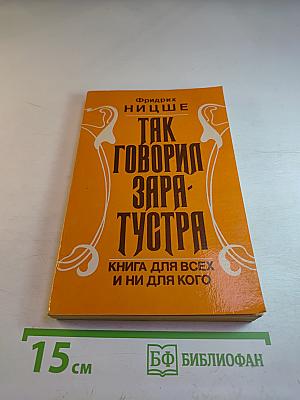 Фридрих
НИЦШЕ
ТАК
ГОВОРИЛ
ЗАРА-
ТУСТРА
КНИГА ДЛЯ ВСЕХ
И НИ ДЛЯ КОГО
15 см
БФ БИБЛИОФАН